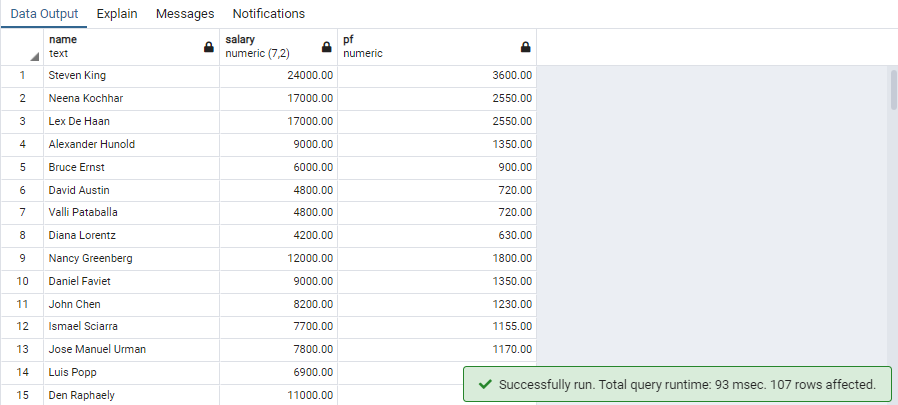 Data Output Explain Messages Notifications
name salary pf
text numeric (7,2) numeric
1 Steven King 24000.00 3600.00
2 Neena Kochhar 17000.00 2550.00
3 Lex De Haan 17000.00 2550.00
4 Alexander Hunold 9000.00 1350.00
5 Bruce Ernst 6000.00 900.00
6 David Austin 4800.00 720.00
7 Valli Pataballa 4800.00 720.00
8 Diana Lorentz 4200.00 630.00
9 Nancy Greenberg 12000.00 1800.00
10 Daniel Faviet 9000.00 1350.00
11 John Chen 8200.00 1230.00
12 Ismael Sciarra 7700.00 1155.00
13 Jose Manuel Urman 7800.00 1170.00
14 Luis Popp 6900.00
Successfully run. Total query runtime: 93 msec. 107 rows affected.
15 Den Raphaely 11000.00